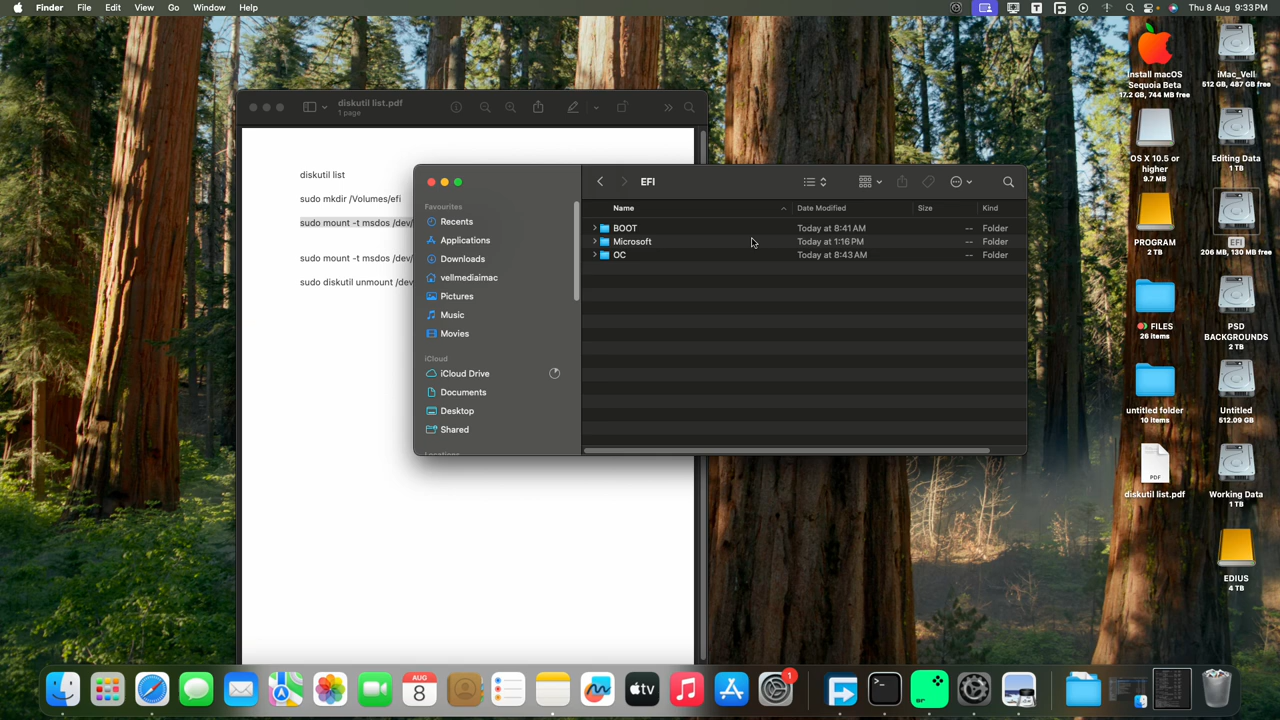 Finder File Edit View Go Window Help
Thu 8 Aug 9:33 PM
diskutil list.pdf
1 page
diskutil list
sudo mkdir /Volumes/efi
sudo mount -t msdos /dev/
sudo mount -t msdos /dev/
sudo diskutil unmount /dev
EFI
Favourites
Recents
Applications
Downloads
vellmediaimac
Pictures
Music
Movies
iCloud
iCloud Drive
Documents
Desktop
Shared
Locations
Name Date Modified Size Kind
BOOT Today at 8:41 AM -- Folder
Microsoft Today at 1:16 PM -- Folder
OC Today at 8:43 AM -- Folder
Install macOS
Sequoia Beta
17.2 GB, 744 MB free
iMac_Vell
512 GB, 487 GB free
OS X 10.5 or
higher
9.7 MB
Editing Data
1 TB
PROGRAM
2 TB
EFI
206 MB, 130 MB free
FILES
26 items
PSD
BACKGROUNDS
2 TB
untitled folder
10 items
Untitled
512.09 GB
PDF
diskutil list.pdf
Working Data
1 TB
EDIUS
4 TB
AUG
8
tv
1
>_
sr